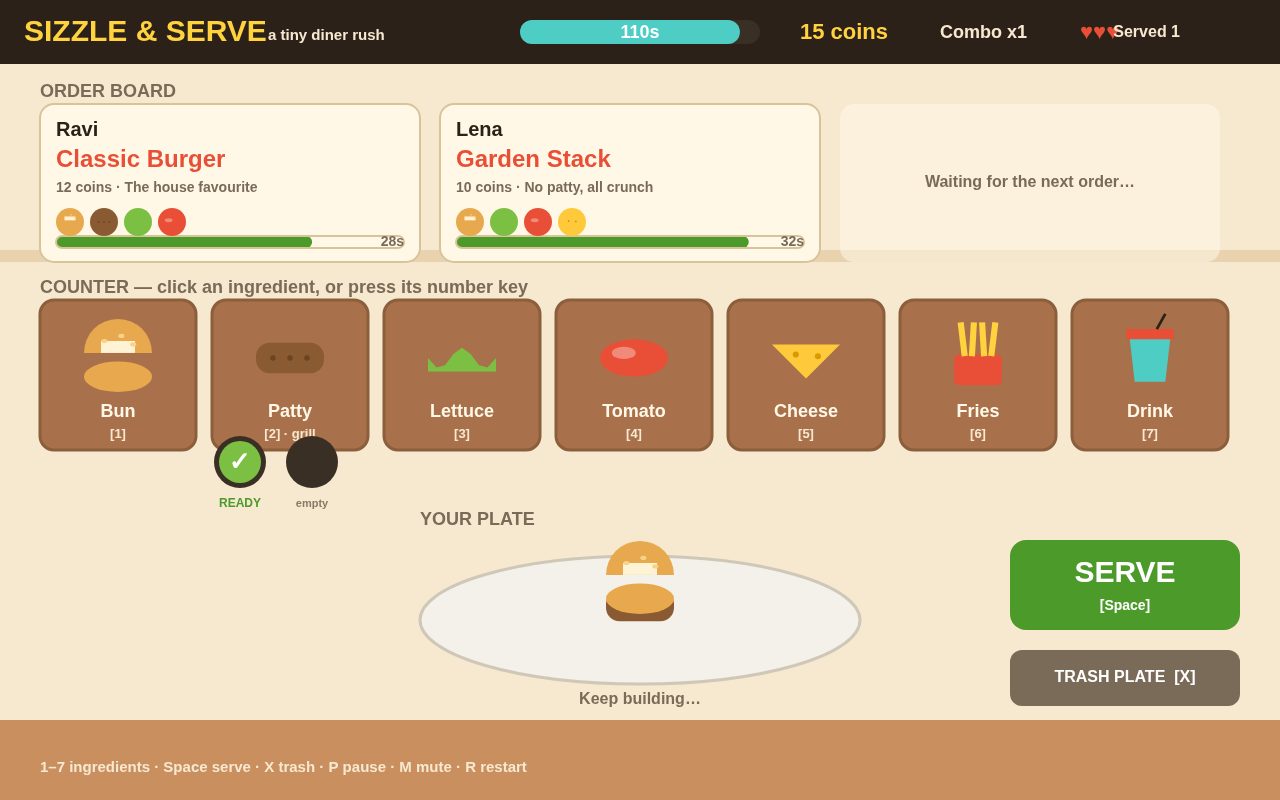 SIZZLE & SERVE a tiny diner rush 110s 15 coins Combo x1 ♥♥♥ Served 1
ORDER BOARD
Ravi
Classic Burger
12 coins · The house favourite
28s
Lena
Garden Stack
10 coins · No patty, all crunch
32s
Waiting for the next order…
COUNTER — click an ingredient, or press its number key
Bun
[1]
Patty
[2] · grill
Lettuce
[3]
Tomato
[4]
Cheese
[5]
Fries
[6]
Drink
[7]
✓
READY
empty
YOUR PLATE
Keep building…
SERVE
[Space]
TRASH PLATE [X]
1–7 ingredients · Space serve · X trash · P pause · M mute · R restart